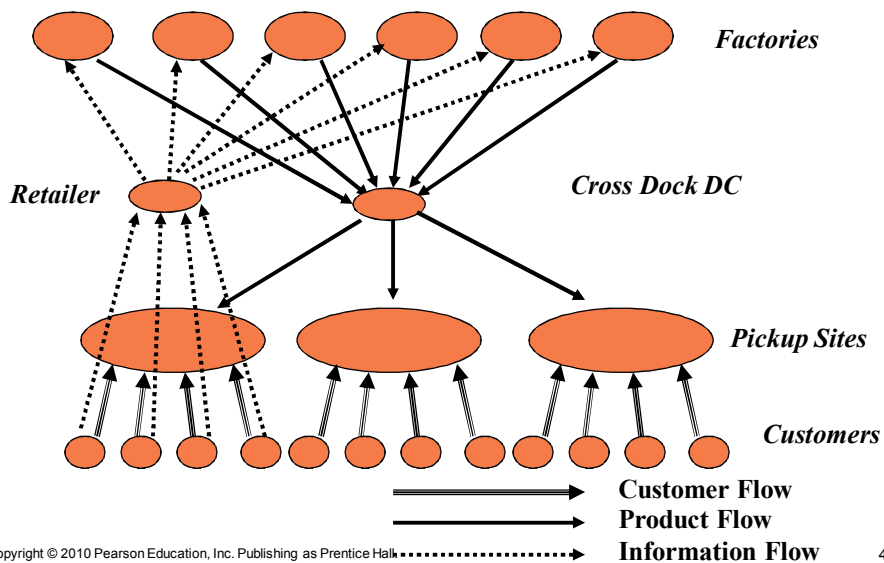 Factories
Retailer
Cross Dock DC
Pickup Sites
Customers
Customer Flow
Product Flow
opyright © 2010 Pearson Education, Inc. Publishing as Prentice Hall
Information Flow
4